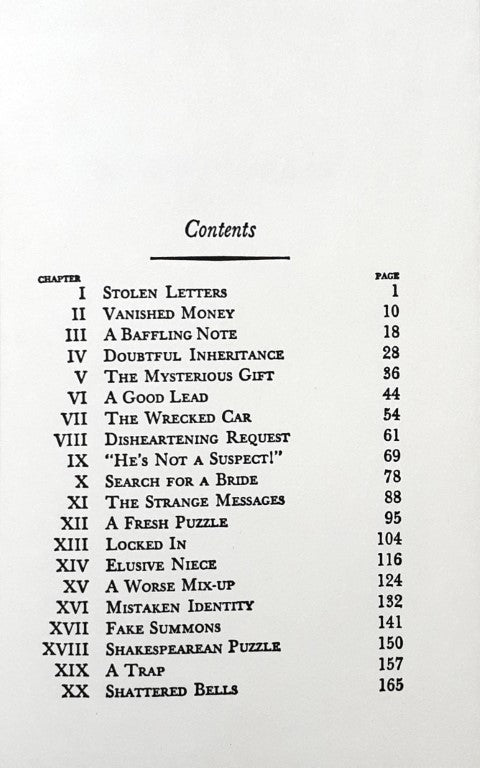 Contents
CHAPTER PAGE
I STOLEN LETTERS 1
II VANISHED MONEY 10
III A BAFFLING NOTE 18
IV DOUBTFUL INHERITANCE 28
V THE MYSTERIOUS GIFT 36
VI A GOOD LEAD 44
VII THE WRECKED CAR 54
VIII DISHEARTENING REQUEST 61
IX "HE'S NOT A SUSPECT!" 69
X SEARCH FOR A BRIDE 78
XI THE STRANGE MESSAGES 88
XII A FRESH PUZZLE 95
XIII LOCKED IN 104
XIV ELUSIVE NIECE 116
XV A WORSE MIX-UP 124
XVI MISTAKEN IDENTITY 132
XVII FAKE SUMMONS 141
XVIII SHAKESPEAREAN PUZZLE 150
XIX A TRAP 157
XX SHATTERED BELLS 165